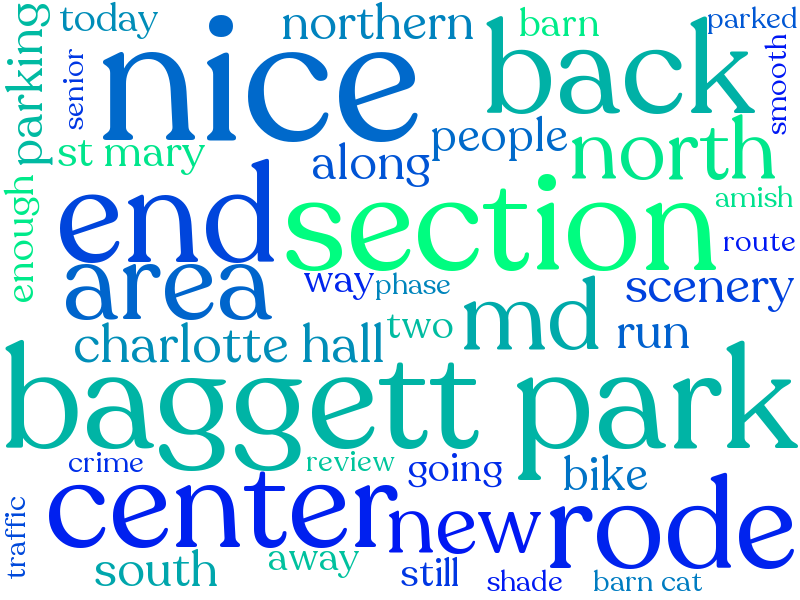 today
northern
barn
parked
parking
senior
nice
back
smooth
people
st mary
along
north
enough
end
section
amish
route
area
way
phase
scenery
md
two
run
charlotte hall
baggett park
crime
review
going
bike
center
new
rode
traffic
south
away
still
shade
barn cat